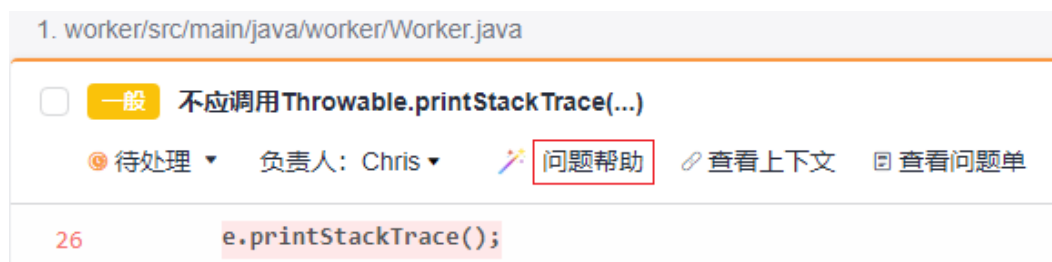 1. worker/src/main/java/worker/Worker.java
一般 不应调用Throwable.printStackTrace(...)
待处理 负责人：Chris 问题帮助 查看上下文 查看问题单
26 e.printStackTrace();